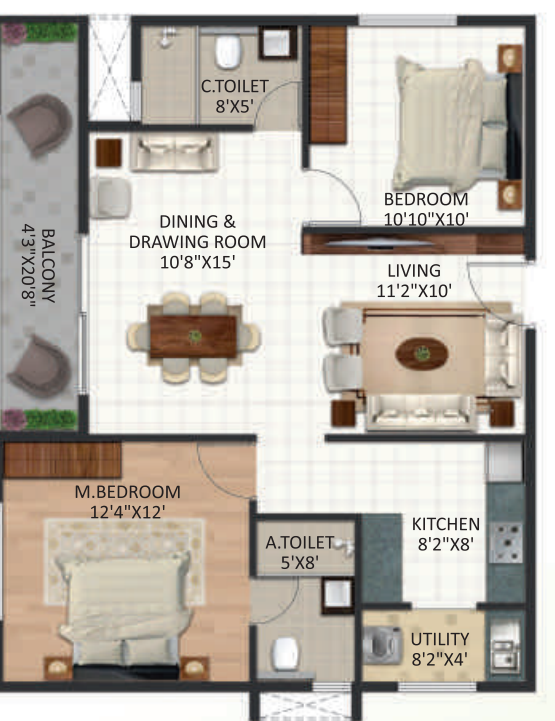 C.TOILET
8'X5'
BEDROOM
10'10"X10'
DINING &
DRAWING ROOM
10'8"X15'
LIVING
11'2"X10'
BALCONY
4'3"X20'8"
M.BEDROOM
12'4"X12'
A.TOILET
5'X8'
KITCHEN
8'2"X8'
UTILITY
8'2"X4'